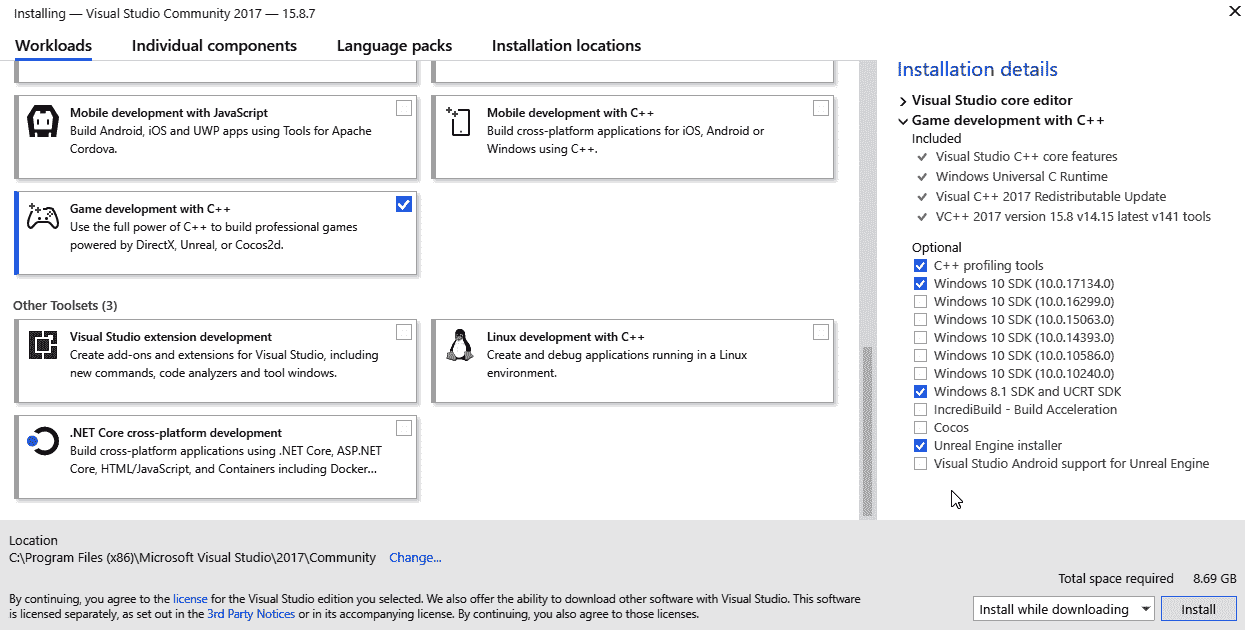 Installing — Visual Studio Community 2017 — 15.8.7
Workloads
Individual components
Language packs
Installation locations
Mobile development with JavaScript
Build Android, iOS and UWP apps using Tools for Apache
Cordova.
Mobile development with C++
Build cross-platform applications for iOS, Android or
Windows using C++.
Game development with C++
Use the full power of C++ to build professional games
powered by DirectX, Unreal, or Cocos2d.
Other Toolsets (3)
Visual Studio extension development
Create add-ons and extensions for Visual Studio, including
new commands, code analyzers and tool windows.
Linux development with C++
Create and debug applications running in a Linux
environment.
.NET Core cross-platform development
Build cross-platform applications using .NET Core, ASP.NET
Core, HTML/JavaScript, and Containers including Docker...
Installation details
Visual Studio core editor
Game development with C++
Included
Visual Studio C++ core features
Windows Universal C Runtime
Visual C++ 2017 Redistributable Update
VC++ 2017 version 15.8 v14.15 latest v141 tools
Optional
C++ profiling tools
Windows 10 SDK (10.0.17134.0)
Windows 10 SDK (10.0.16299.0)
Windows 10 SDK (10.0.15063.0)
Windows 10 SDK (10.0.14393.0)
Windows 10 SDK (10.0.10586.0)
Windows 10 SDK (10.0.10240.0)
Windows 8.1 SDK and UCRT SDK
IncrediBuild - Build Acceleration
Cocos
Unreal Engine installer
Visual Studio Android support for Unreal Engine
Location
C:\Program Files (x86)\Microsoft Visual Studio\2017\Community Change...
By continuing, you agree to the license for the Visual Studio edition you selected. We also offer the ability to download other software with Visual Studio. This software
is licensed separately, as set out in the 3rd Party Notices or in its accompanying license. By continuing, you also agree to those licenses.
Total space required 8.69 GB
Install while downloading
Install